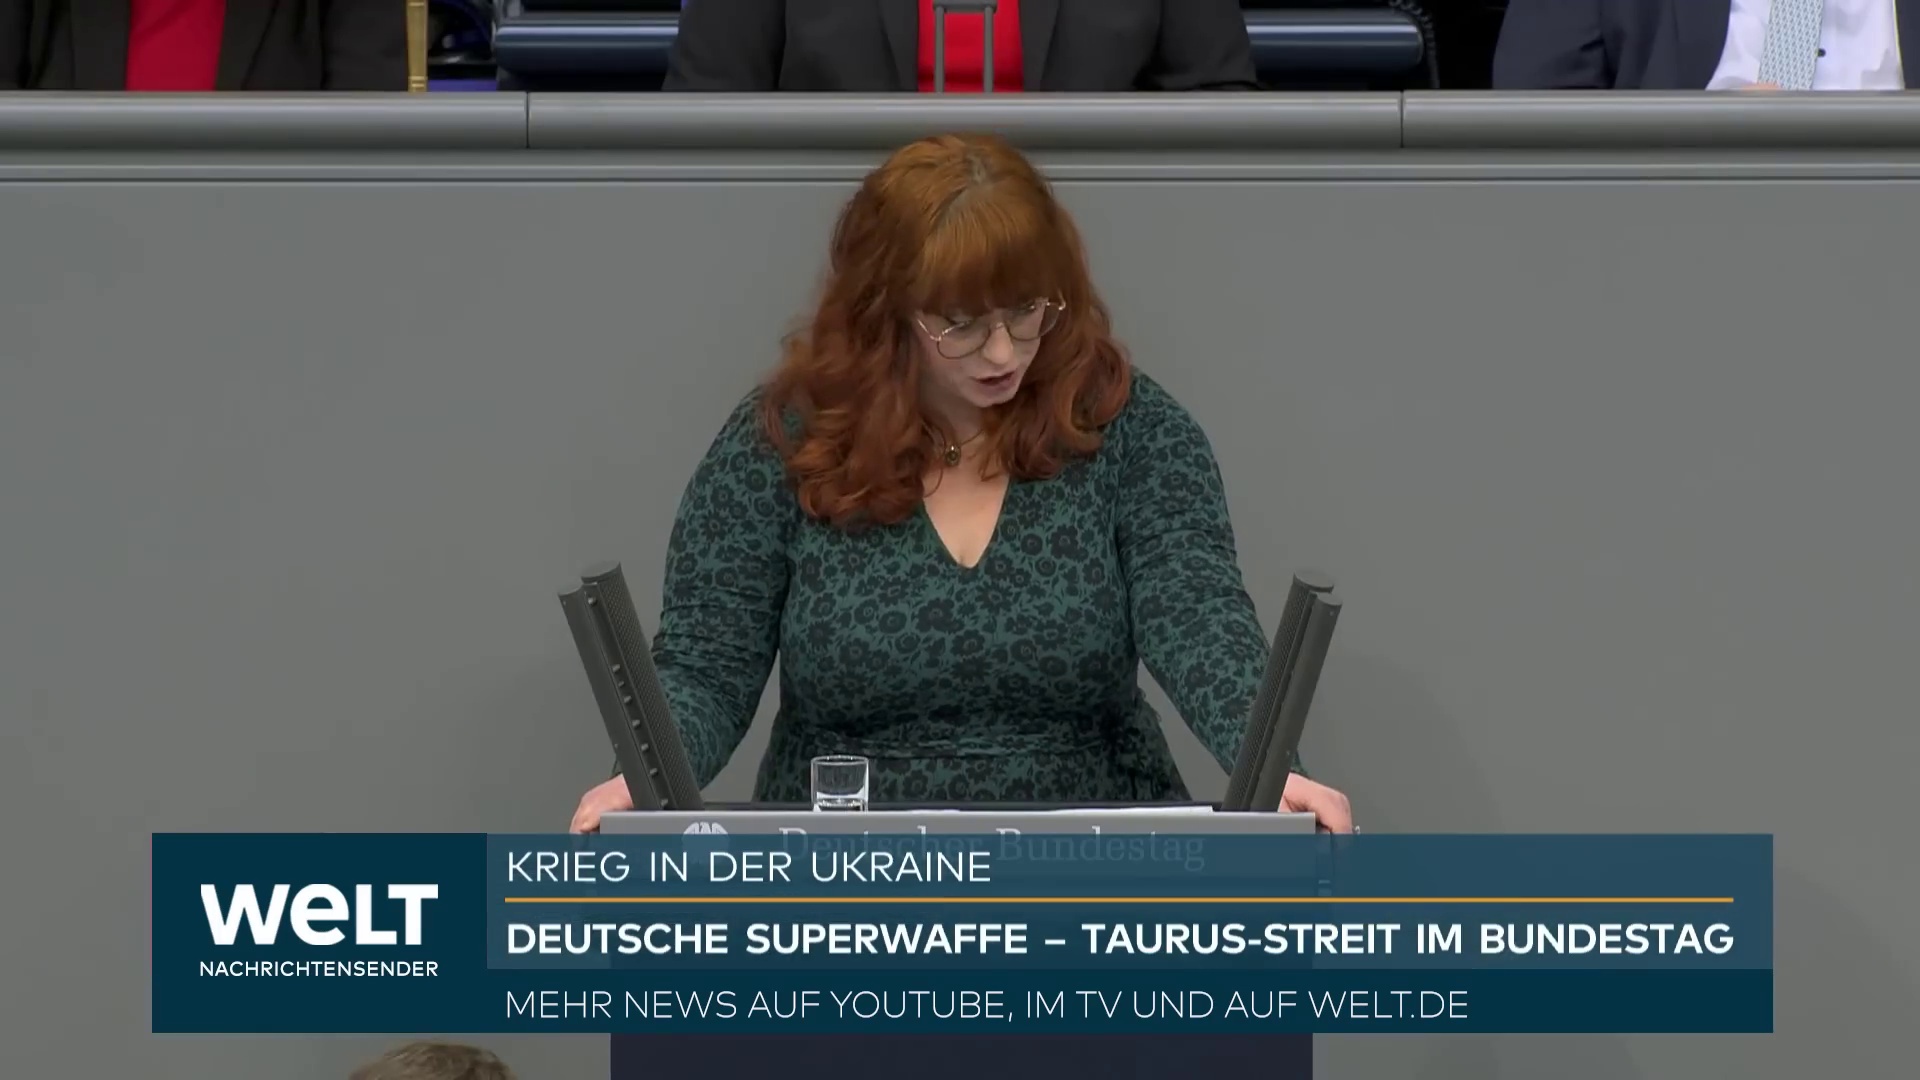 Deutscher Bundestag
WELT
NACHRICHTENSENDER
KRIEG IN DER UKRAINE
DEUTSCHE SUPERWAFFE – TAURUS-STREIT IM BUNDESTAG
MEHR NEWS AUF YOUTUBE, IM TV UND AUF WELT.DE